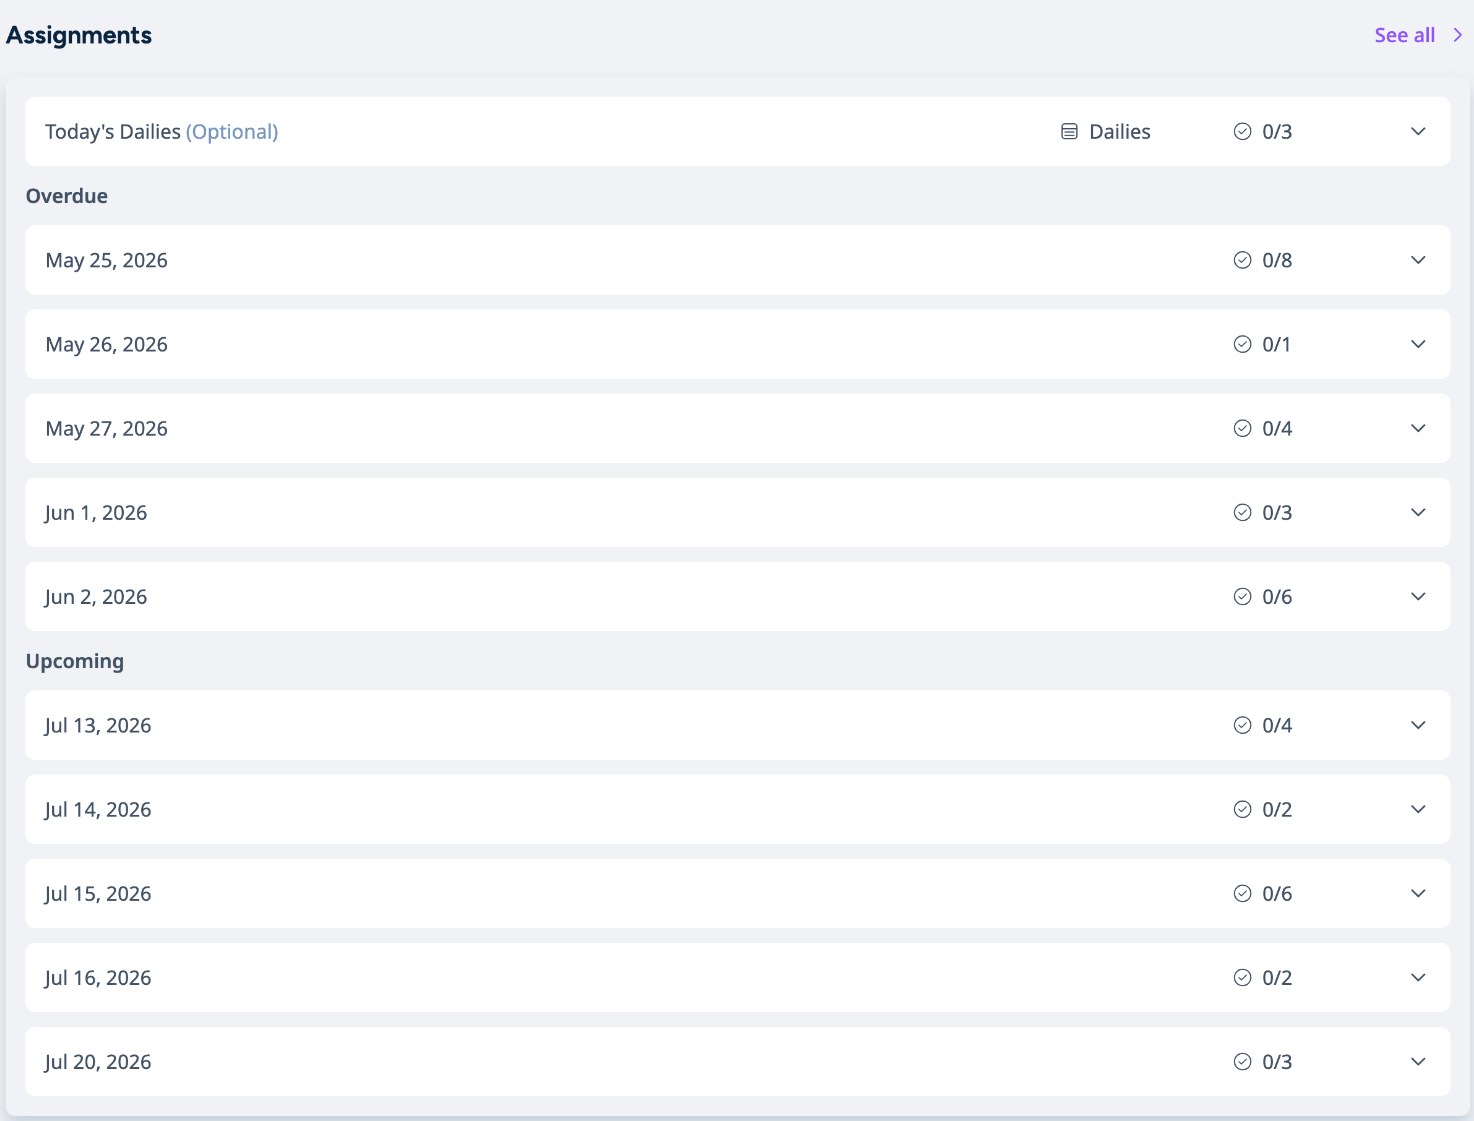 Assignments See all
Today's Dailies (Optional) Dailies 0/3
Overdue
May 25, 2026 0/8
May 26, 2026 0/1
May 27, 2026 0/4
Jun 1, 2026 0/3
Jun 2, 2026 0/6
Upcoming
Jul 13, 2026 0/4
Jul 14, 2026 0/2
Jul 15, 2026 0/6
Jul 16, 2026 0/2
Jul 20, 2026 0/3